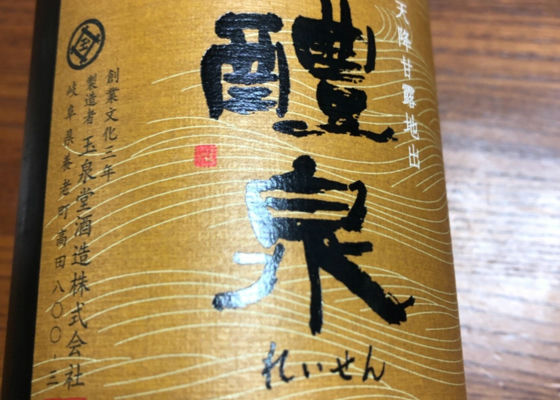 天降甘露地出
醴泉
れいせん
創業文化三年
製造者 玉泉堂酒造株式会社
岐阜県養老町高田八〇〇‐三
玉